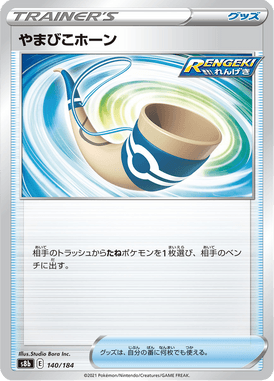 TRAINER'S グッズ
やまびこホーン
RENGEKI
れんげき
相手のトラッシュからたねポケモンを1枚選び、相手のベンチに出す。
グッズは、自分の番に何枚でも使える。
Illus.Studio Bora Inc.
s8b E 140/184
©2021 Pokémon/Nintendo/Creatures/GAME FREAK.